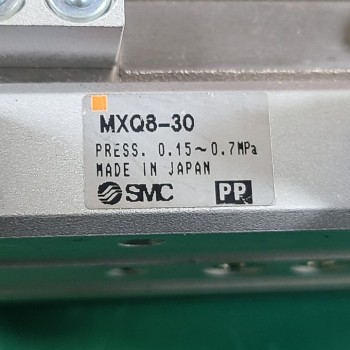 MXQ8-30
PRESS. 0.15~0.7MPa
MADE IN JAPAN
SMC PP